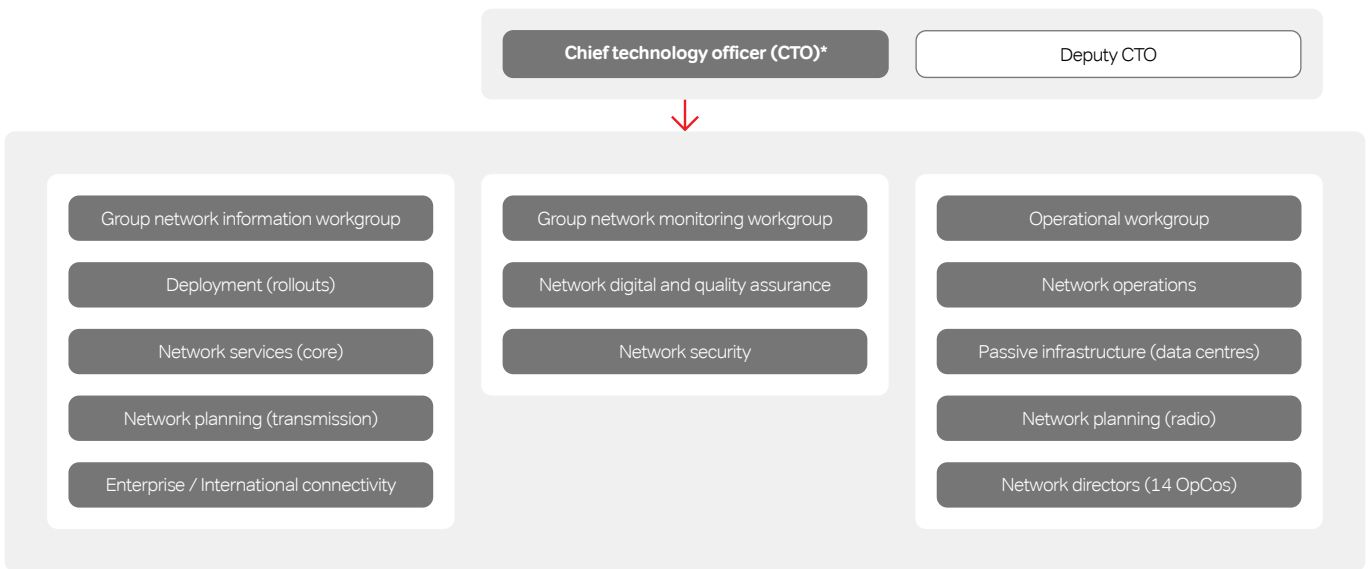 Chief technology officer (CTO)*
Deputy CTO
Group network information workgroup
Deployment (rollouts)
Network services (core)
Network planning (transmission)
Enterprise / International connectivity
Group network monitoring workgroup
Network digital and quality assurance
Network security
Operational workgroup
Network operations
Passive infrastructure (data centres)
Network planning (radio)
Network directors (14 OpCos)